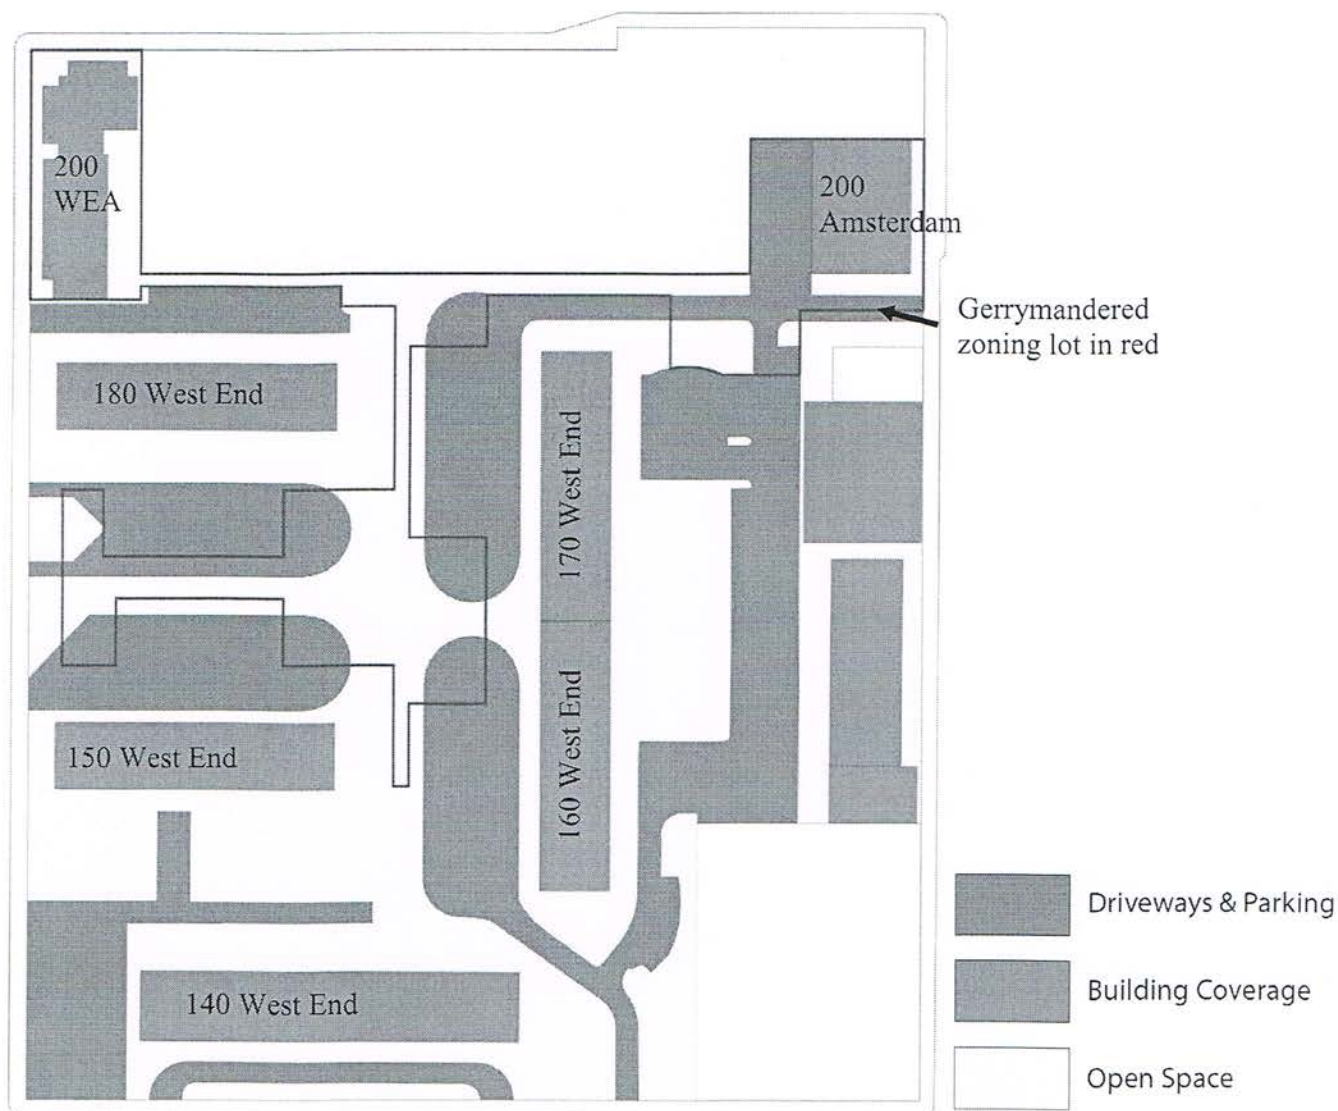 200
WEA
200
Amsterdam
Gerrymandered
zoning lot in red
180 West End
170 West End
150 West End
160 West End
140 West End
Driveways & Parking
Building Coverage
Open Space